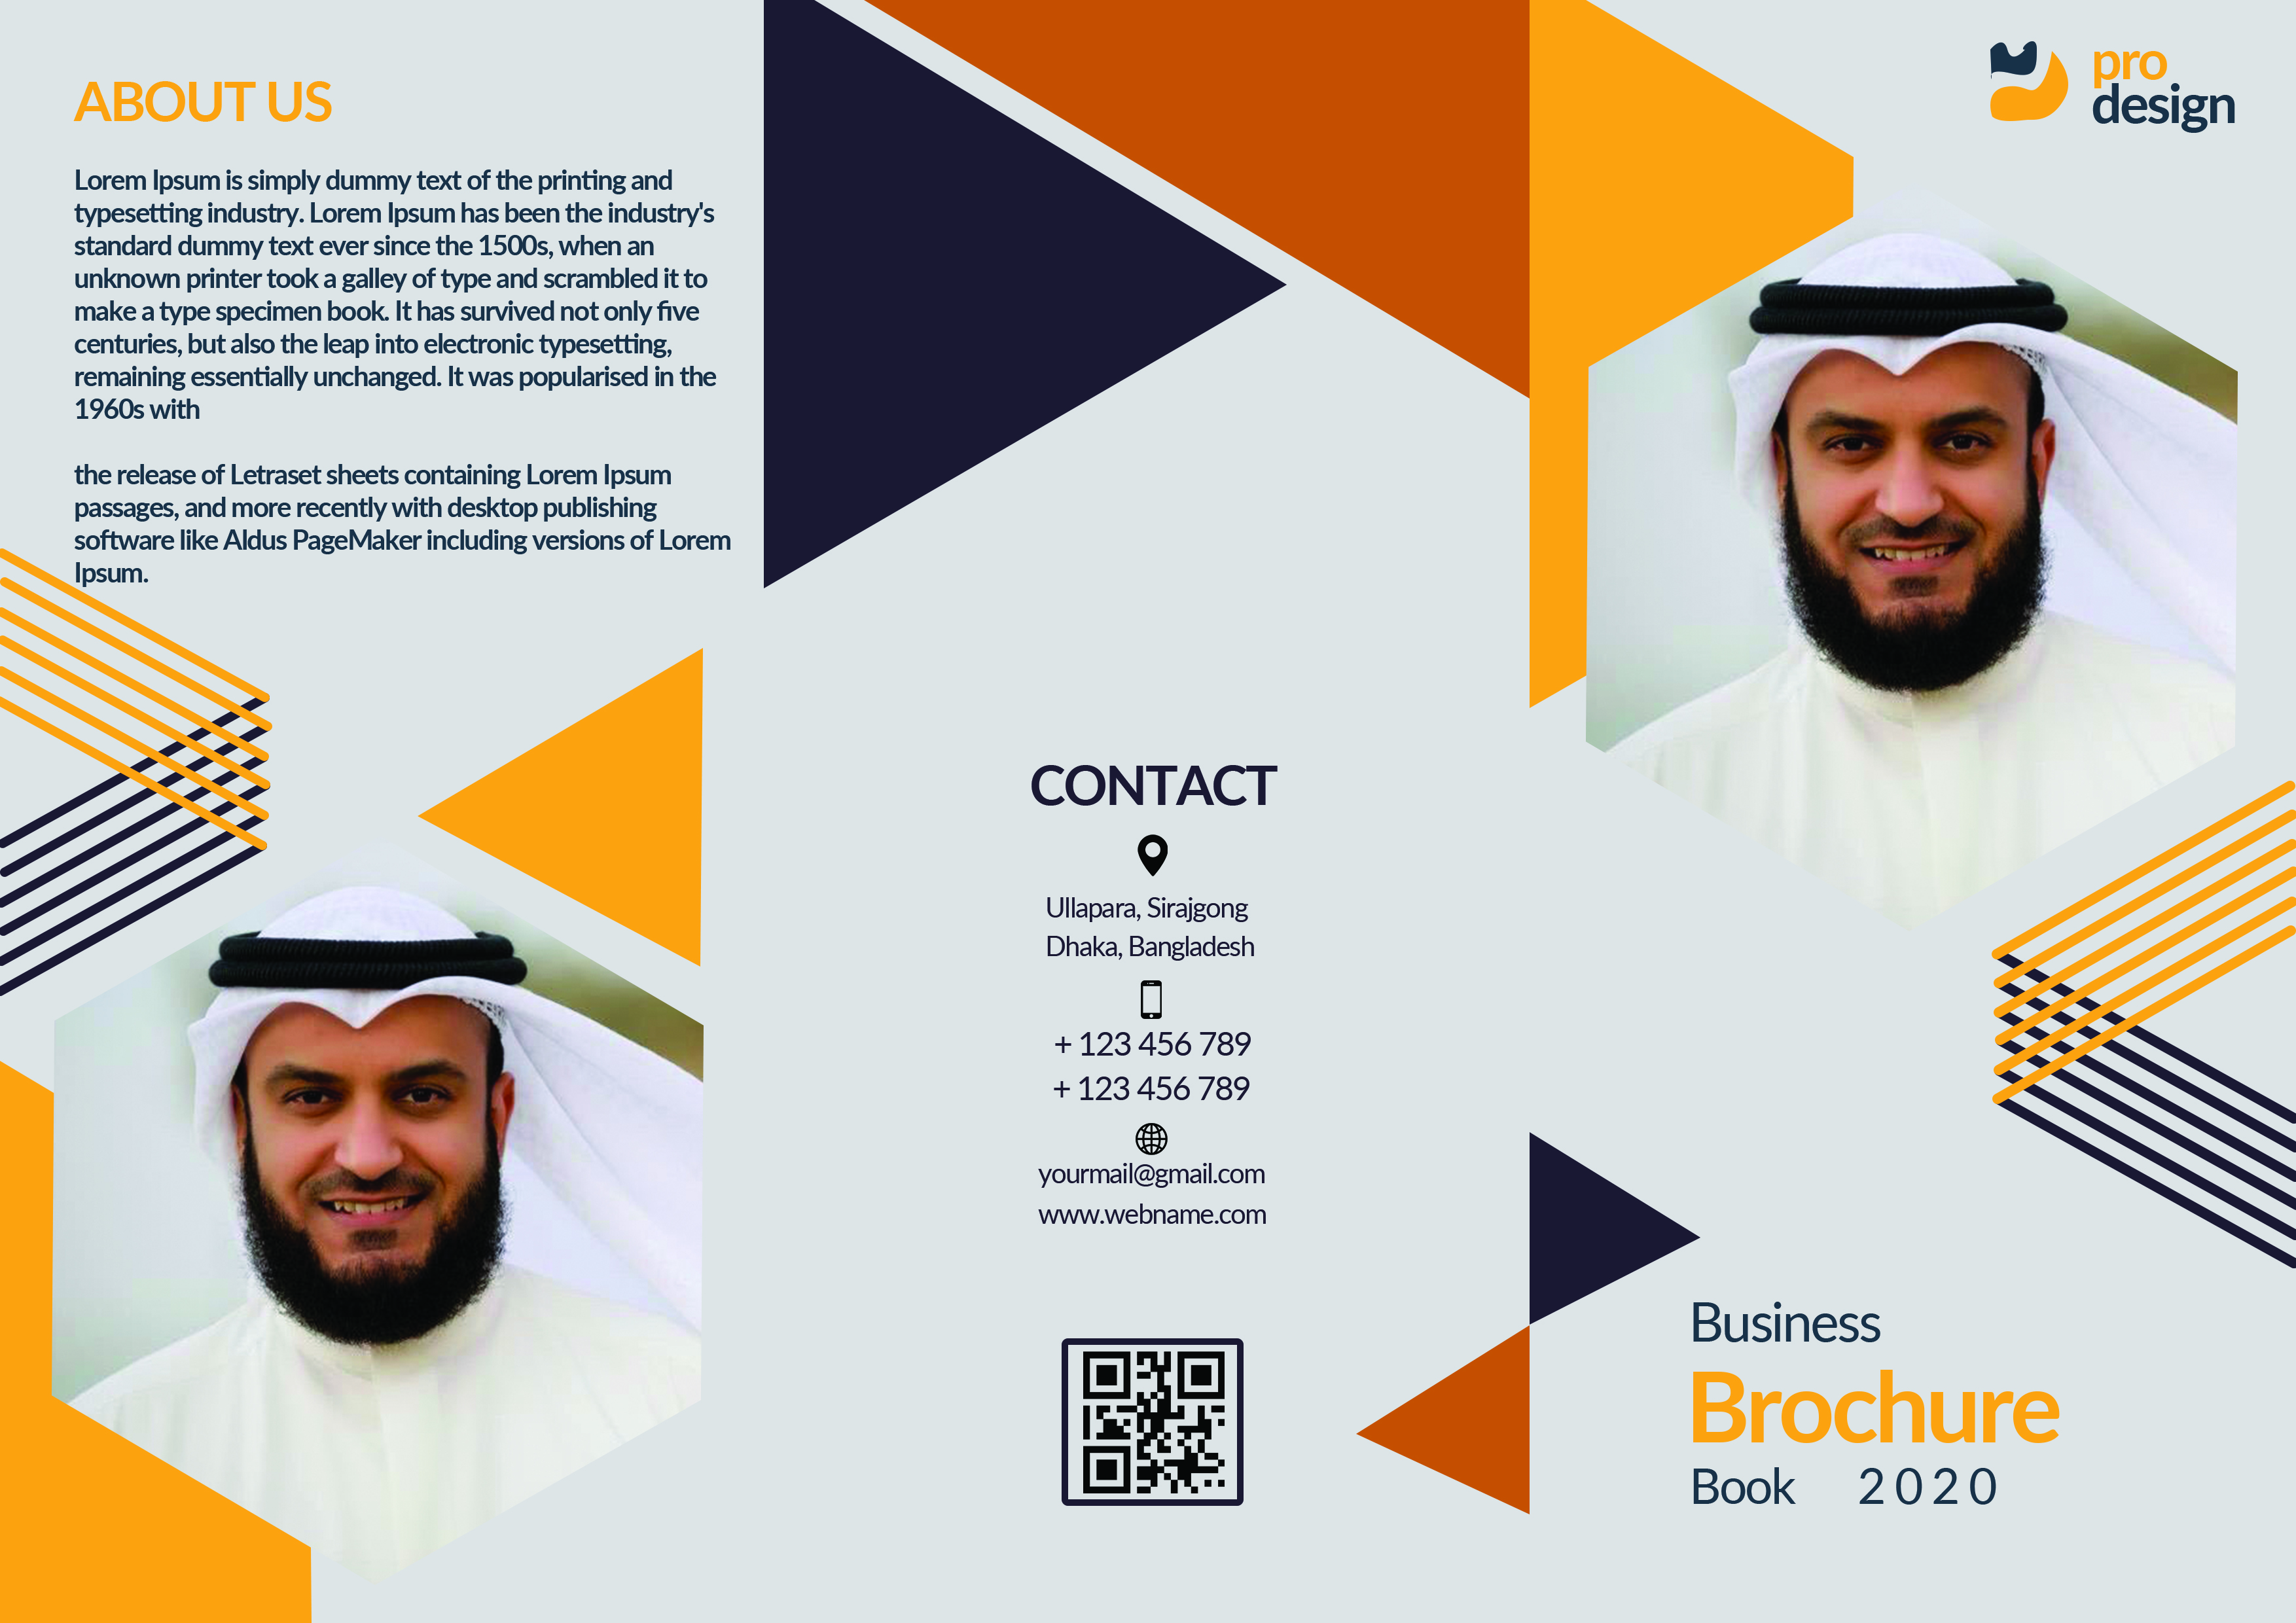 ABOUT US
Lorem Ipsum is simply dummy text of the printing and
typesetting industry. Lorem Ipsum has been the industry's
standard dummy text ever since the 1500s, when an
unknown printer took a galley of type and scrambled it to
make a type specimen book. It has survived not only five
centuries, but also the leap into electronic typesetting,
remaining essentially unchanged. It was popularised in the
1960s with
the release of Letraset sheets containing Lorem Ipsum
passages, and more recently with desktop publishing
software like Aldus PageMaker including versions of Lorem
Ipsum.
CONTACT
Ullapara, Sirajgong
Dhaka, Bangladesh
+ 123 456 789
+ 123 456 789
yourmail@gmail.com
www.webname.com
pro
design
Business
Brochure
Book 2020